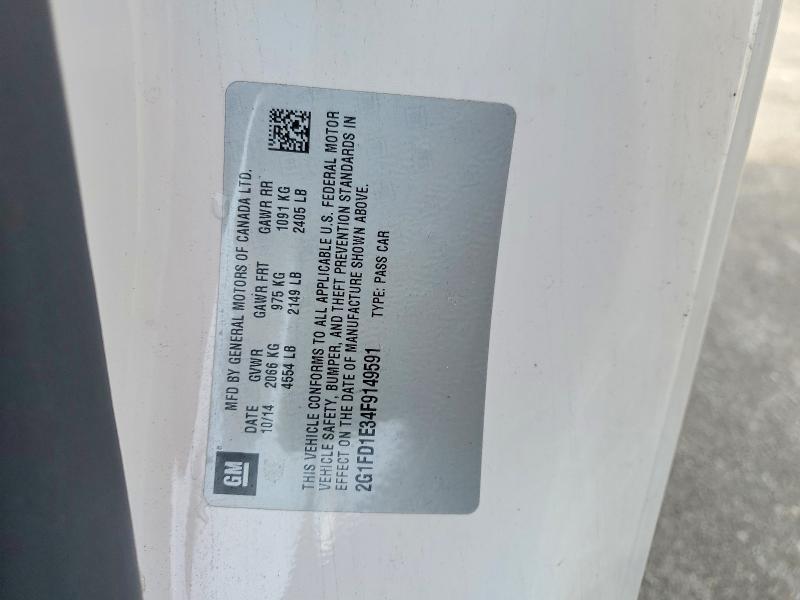 GM
MFD BY GENERAL MOTORS OF CANADA LTD.
DATE GVWR GAWR FRT GAWR RR
10/14 2066 KG 975 KG 1091 KG
4554 LB 2149 LB 2405 LB
THIS VEHICLE CONFORMS TO ALL APPLICABLE U.S. FEDERAL MOTOR
VEHICLE SAFETY, BUMPER, AND THEFT PREVENTION STANDARDS IN
EFFECT ON THE DATE OF MANUFACTURE SHOWN ABOVE.
2G1FD1E34F9149591 TYPE: PASS CAR